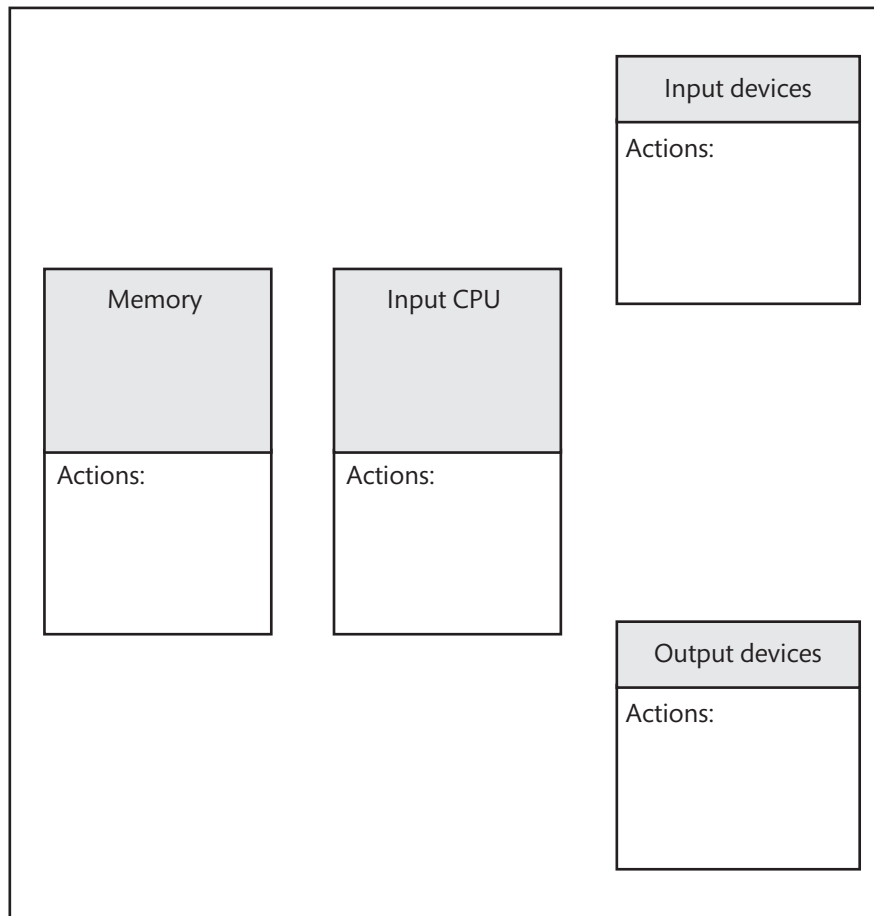 Input devices
Actions:
Memory
Input CPU
Actions:
Actions:
Output devices
Actions: